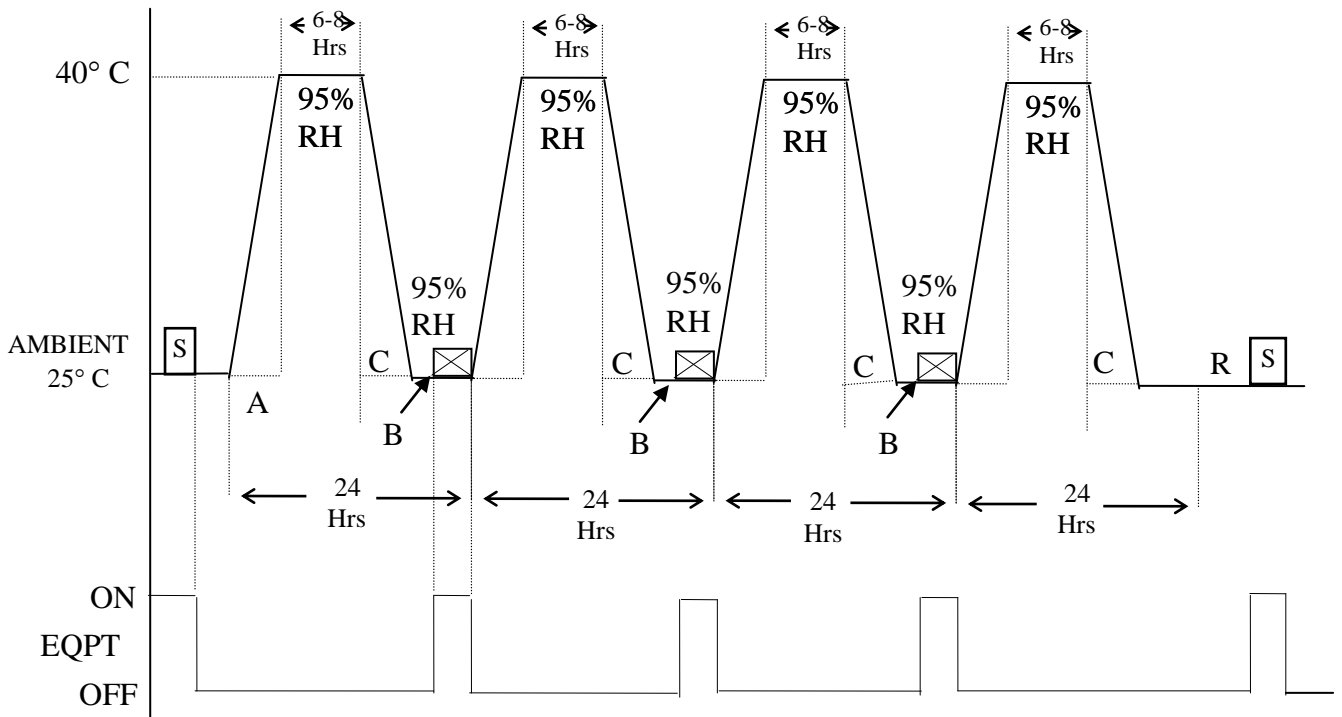 6-8
Hrs
6-8
Hrs
6-8
Hrs
6-8
Hrs
40° C
95%
RH
95%
RH
95%
RH
95%
RH
95%
RH
95%
RH
95%
RH
AMBIENT
25° C
S
C
C
C
C
R
S
A
B
B
B
24
Hrs
24
Hrs
24
Hrs
24
Hrs
ON
EQPT
OFF